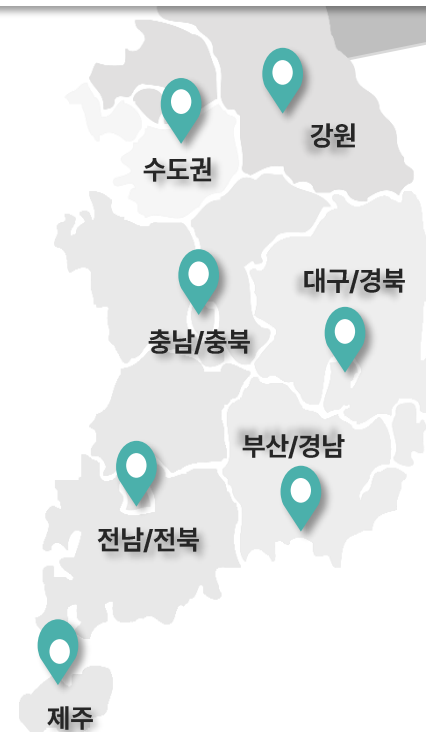 강원
수도권
대구/경북
충남/충북
부산/경남
전남/전북
제주